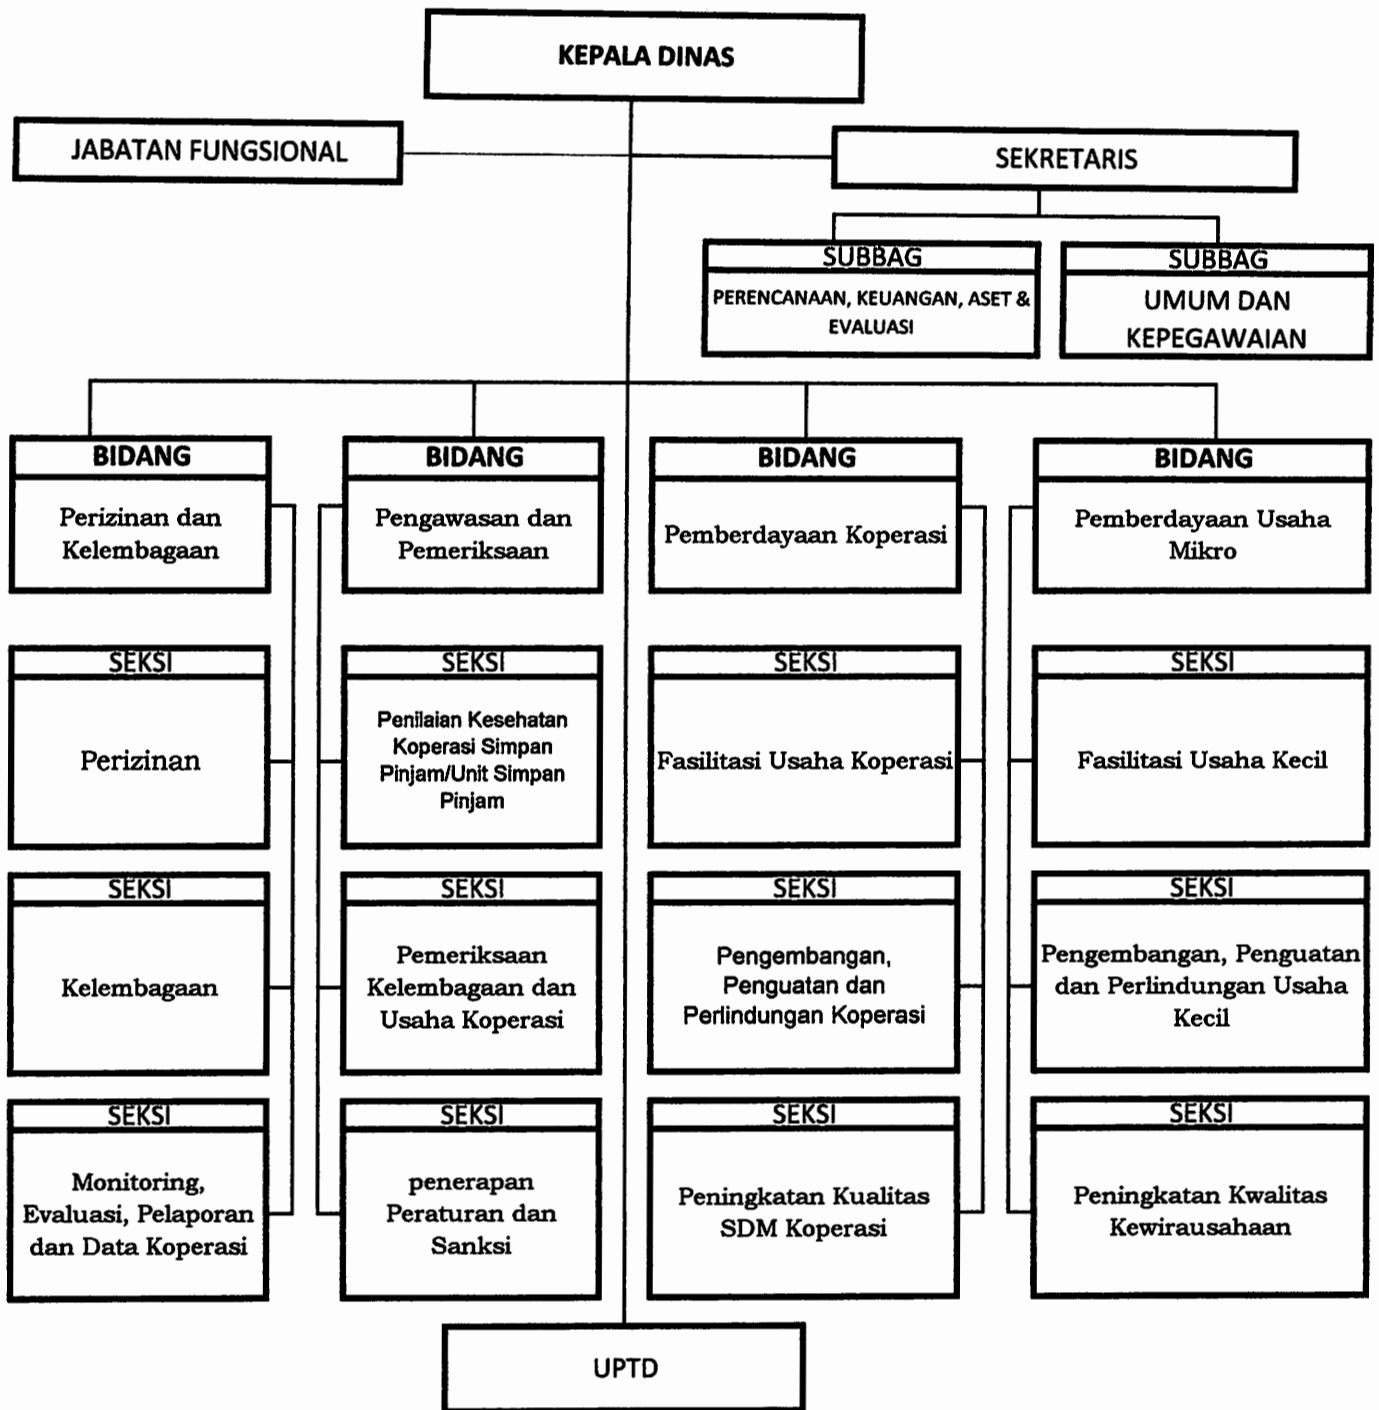 KEPALA DINAS
JABATAN FUNGSIONAL
SEKRETARIS
SUBBAG
PERENCANAAN, KEUANGAN, ASET &
EVALUASI
SUBBAG
UMUM DAN
KEPEGAWAIAN
BIDANG
Perizinan dan
Kelembagaan
BIDANG
Pengawasan dan
Pemeriksaan
BIDANG
Pemberdayaan Koperasi
BIDANG
Pemberdayaan Usaha
Mikro
SEKSI
Perizinan
SEKSI
Penilaian Kesehatan
Koperasi Simpan
Pinjam/Unit Simpan
Pinjam
SEKSI
Fasilitasi Usaha Koperasi
SEKSI
Fasilitasi Usaha Kecil
SEKSI
Kelembagaan
SEKSI
Pemeriksaan
Kelembagaan dan
Usaha Koperasi
SEKSI
Pengembangan,
Penguatan dan
Perlindungan Koperasi
SEKSI
Pengembangan, Penguatan
dan Perlindungan Usaha
Kecil
SEKSI
Monitoring,
Evaluasi, Pelaporan
dan Data Koperasi
SEKSI
penerapan
Peraturan dan
Sanksi
SEKSI
Peningkatan Kualitas
SDM Koperasi
SEKSI
Peningkatan Kwalitas
Kewirausahaan
UPTD